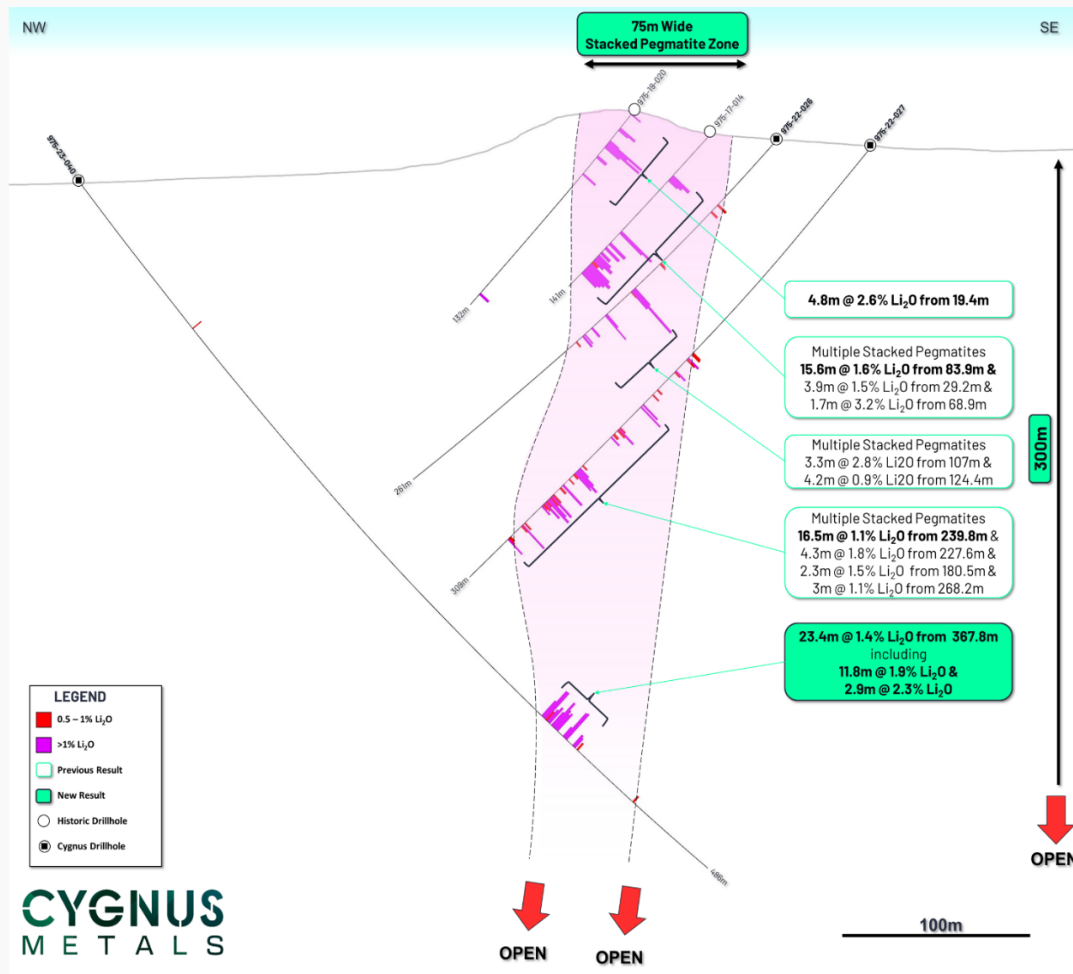 NW
75m Wide
Stacked Pegmatite Zone
SE
975-19-020
975-17-014
975-22-026
975-22-027
975-23-040
132m
141m
261m
309m
486m
4.8m @ 2.6% Li₂O from 19.4m
Multiple Stacked Pegmatites
15.6m @ 1.6% Li₂O from 83.9m &
3.9m @ 1.5% Li₂O from 29.2m &
1.7m @ 3.2% Li₂O from 68.9m
Multiple Stacked Pegmatites
3.3m @ 2.8% Li2O from 107m &
4.2m @ 0.9% Li2O from 124.4m
Multiple Stacked Pegmatites
16.5m @ 1.1% Li₂O from 239.8m &
4.3m @ 1.8% Li₂O from 227.6m &
2.3m @ 1.5% Li₂O from 180.5m &
3m @ 1.1% Li₂O from 268.2m
23.4m @ 1.4% Li₂O from 367.8m
including
11.8m @ 1.9% Li₂O &
2.9m @ 2.3% Li₂O
300m
OPEN
LEGEND
0.5 – 1% Li₂O
>1% Li₂O
Previous Result
New Result
Historic Drillhole
Cygnus Drillhole
CYGNUS
METALS
OPEN
OPEN
100m